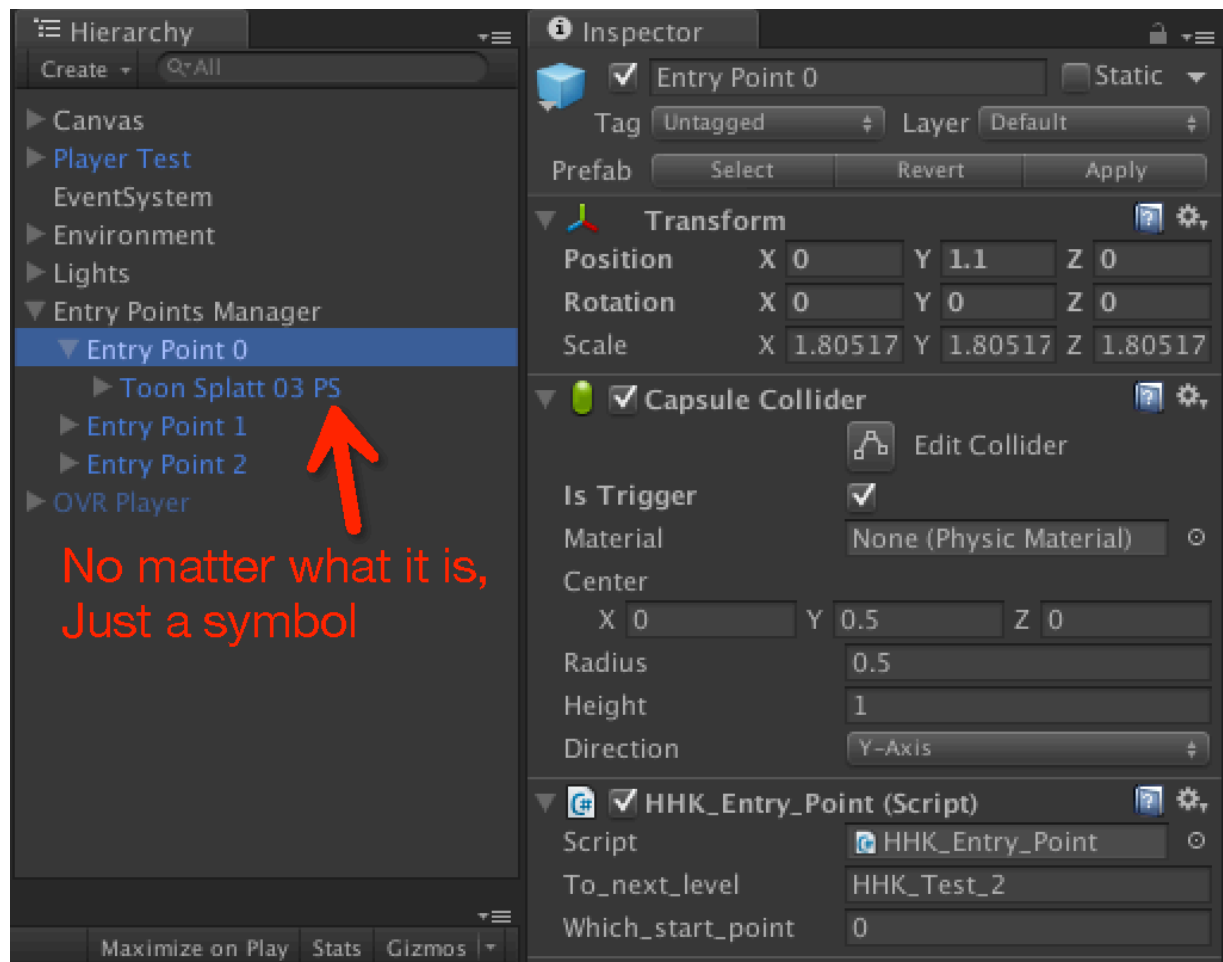 Hierarchy
Create All
Canvas
Player Test
EventSystem
Environment
Lights
Entry Points Manager
Entry Point 0
Toon Splatt 03 PS
Entry Point 1
Entry Point 2
OVR Player
No matter what it is,
Just a symbol
Maximize on Play Stats Gizmos
Inspector
Entry Point 0 Static
Tag Untagged Layer Default
Prefab Select Revert Apply
Transform
Position X 0 Y 1.1 Z 0
Rotation X 0 Y 0 Z 0
Scale X 1.80517 Y 1.80517 Z 1.80517
Capsule Collider
Edit Collider
Is Trigger
Material None (Physic Material)
Center
X 0 Y 0.5 Z 0
Radius 0.5
Height 1
Direction Y-Axis
HHK_Entry_Point (Script)
Script HHK_Entry_Point
To_next_level HHK_Test_2
Which_start_point 0